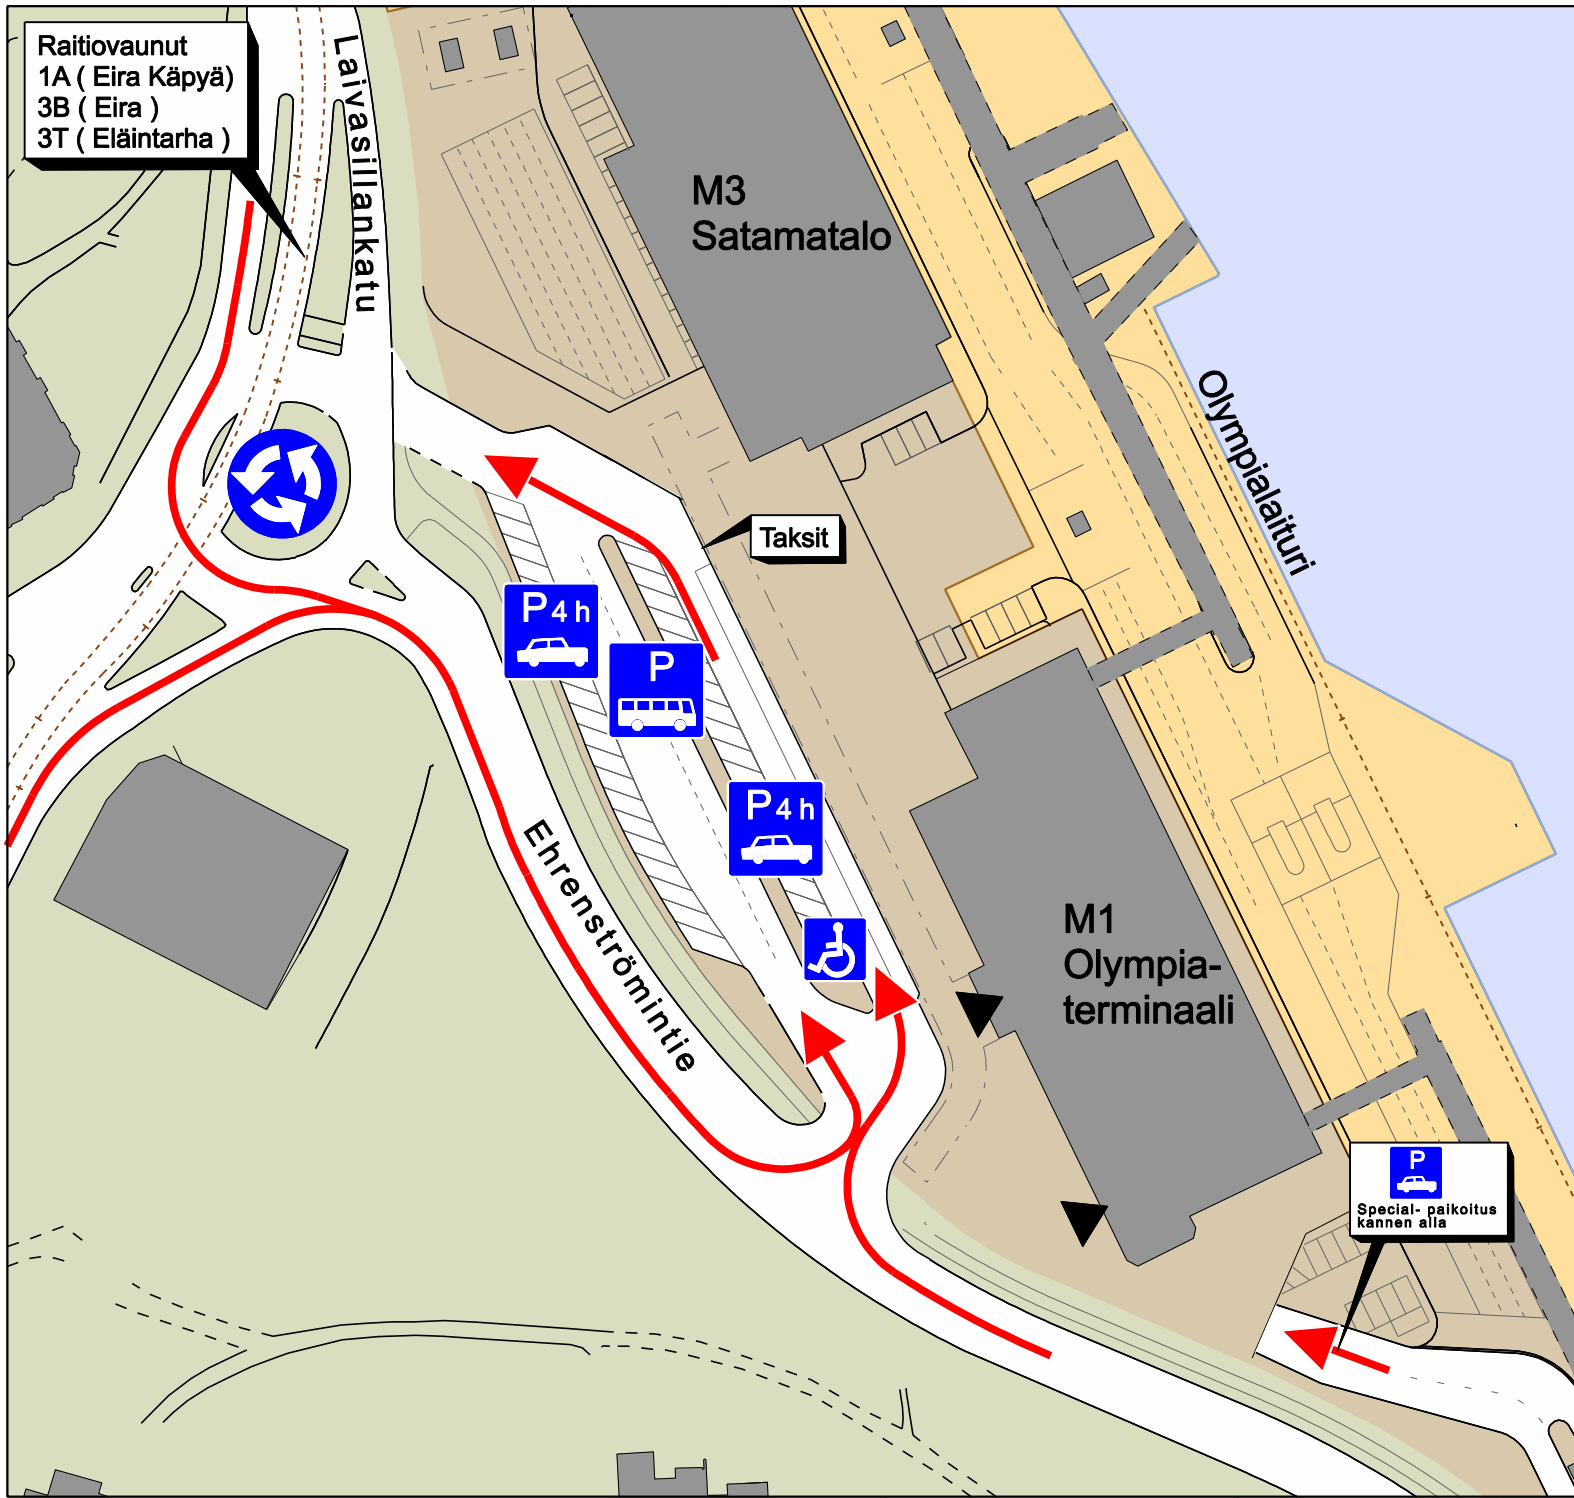 Raitiovaunut
1A ( Eira Käpyä)
3B ( Eira )
3T ( Eläintarha )
Laivasillankatu
M3
Satamatalo
Olympialaituri
Taksit
P 4 h
P
P 4 h
Ehrenströmintie
M1
Olympia-
terminaali
P
Special- paikoitus
kannen alla